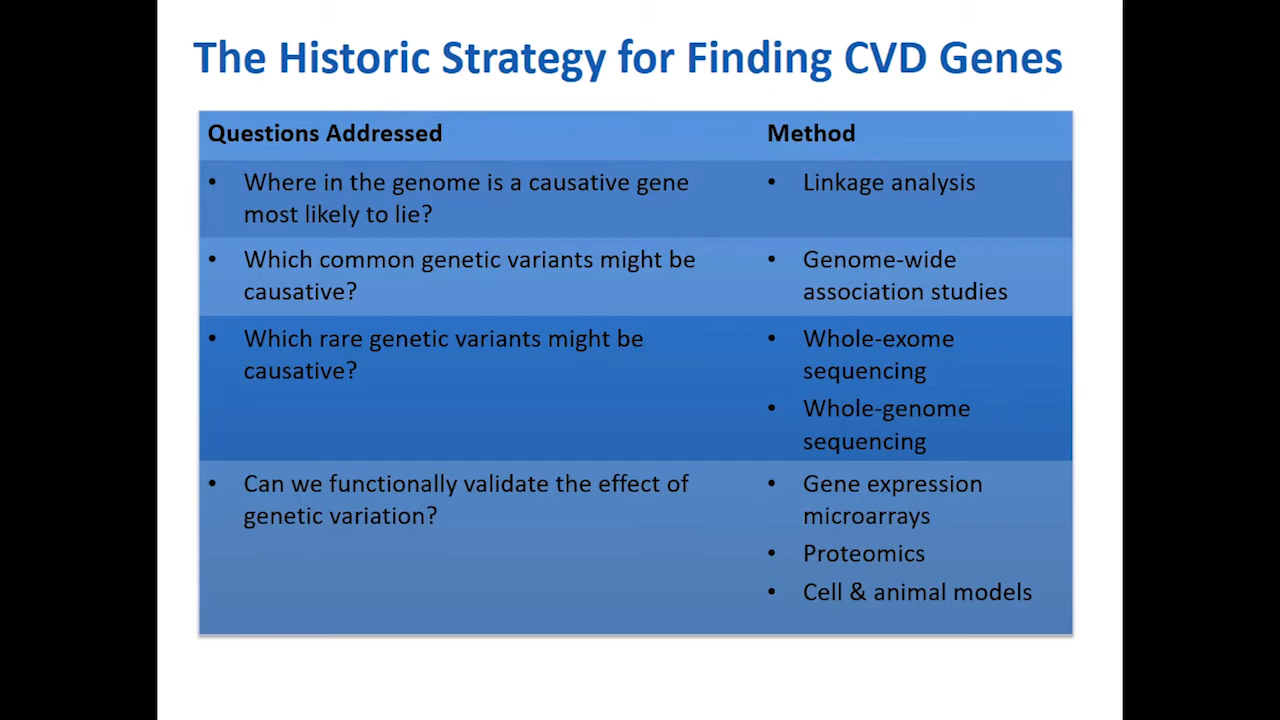 The Historic Strategy for Finding CVD Genes
Questions Addressed
Method
• Where in the genome is a causative gene
most likely to lie?
• Linkage analysis
• Which common genetic variants might be
causative?
• Genome-wide
association studies
• Which rare genetic variants might be
causative?
• Whole-exome
sequencing
• Whole-genome
sequencing
• Can we functionally validate the effect of
genetic variation?
• Gene expression
microarrays
• Proteomics
• Cell & animal models